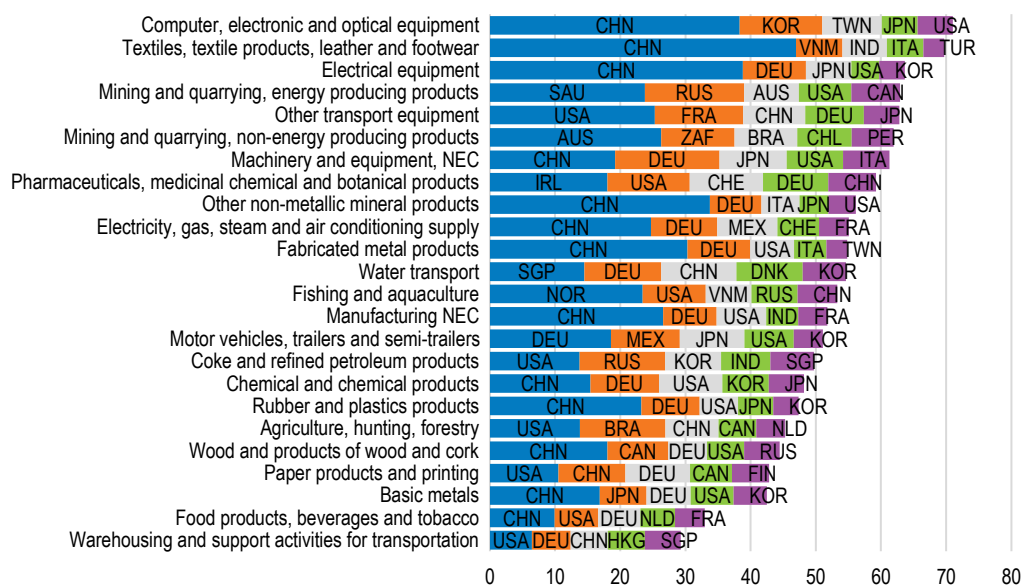 Computer, electronic and optical equipment CHN KOR TWN JPN USA
Textiles, textile products, leather and footwear CHN VNM IND ITA TUR
Electrical equipment CHN DEU JPN USA KOR
Mining and quarrying, energy producing products SAU RUS AUS USA CAN
Other transport equipment USA FRA CHN DEU JPN
Mining and quarrying, non-energy producing products AUS ZAF BRA CHL PER
Machinery and equipment, NEC CHN DEU JPN USA ITA
Pharmaceuticals, medicinal chemical and botanical products IRL USA CHE DEU CHN
Other non-metallic mineral products CHN DEU ITA JPN USA
Electricity, gas, steam and air conditioning supply CHN DEU MEX CHE FRA
Fabricated metal products CHN DEU USA ITA TWN
Water transport SGP DEU CHN DNK KOR
Fishing and aquaculture NOR USA VNM RUS CHN
Manufacturing NEC CHN DEU USA IND FRA
Motor vehicles, trailers and semi-trailers DEU MEX JPN USA KOR
Coke and refined petroleum products USA RUS KOR IND SGP
Chemical and chemical products CHN DEU USA KOR JPN
Rubber and plastics products CHN DEU USA JPN KOR
Agriculture, hunting, forestry USA BRA CHN CAN NLD
Wood and products of wood and cork CHN CAN DEU USA RUS
Paper products and printing USA CHN DEU CAN FIN
Basic metals CHN JPN DEU USA KOR
Food products, beverages and tobacco CHN USA DEU NLD FRA
Warehousing and support activities for transportation USA DEU CHN HKG SGP
0 10 20 30 40 50 60 70 80